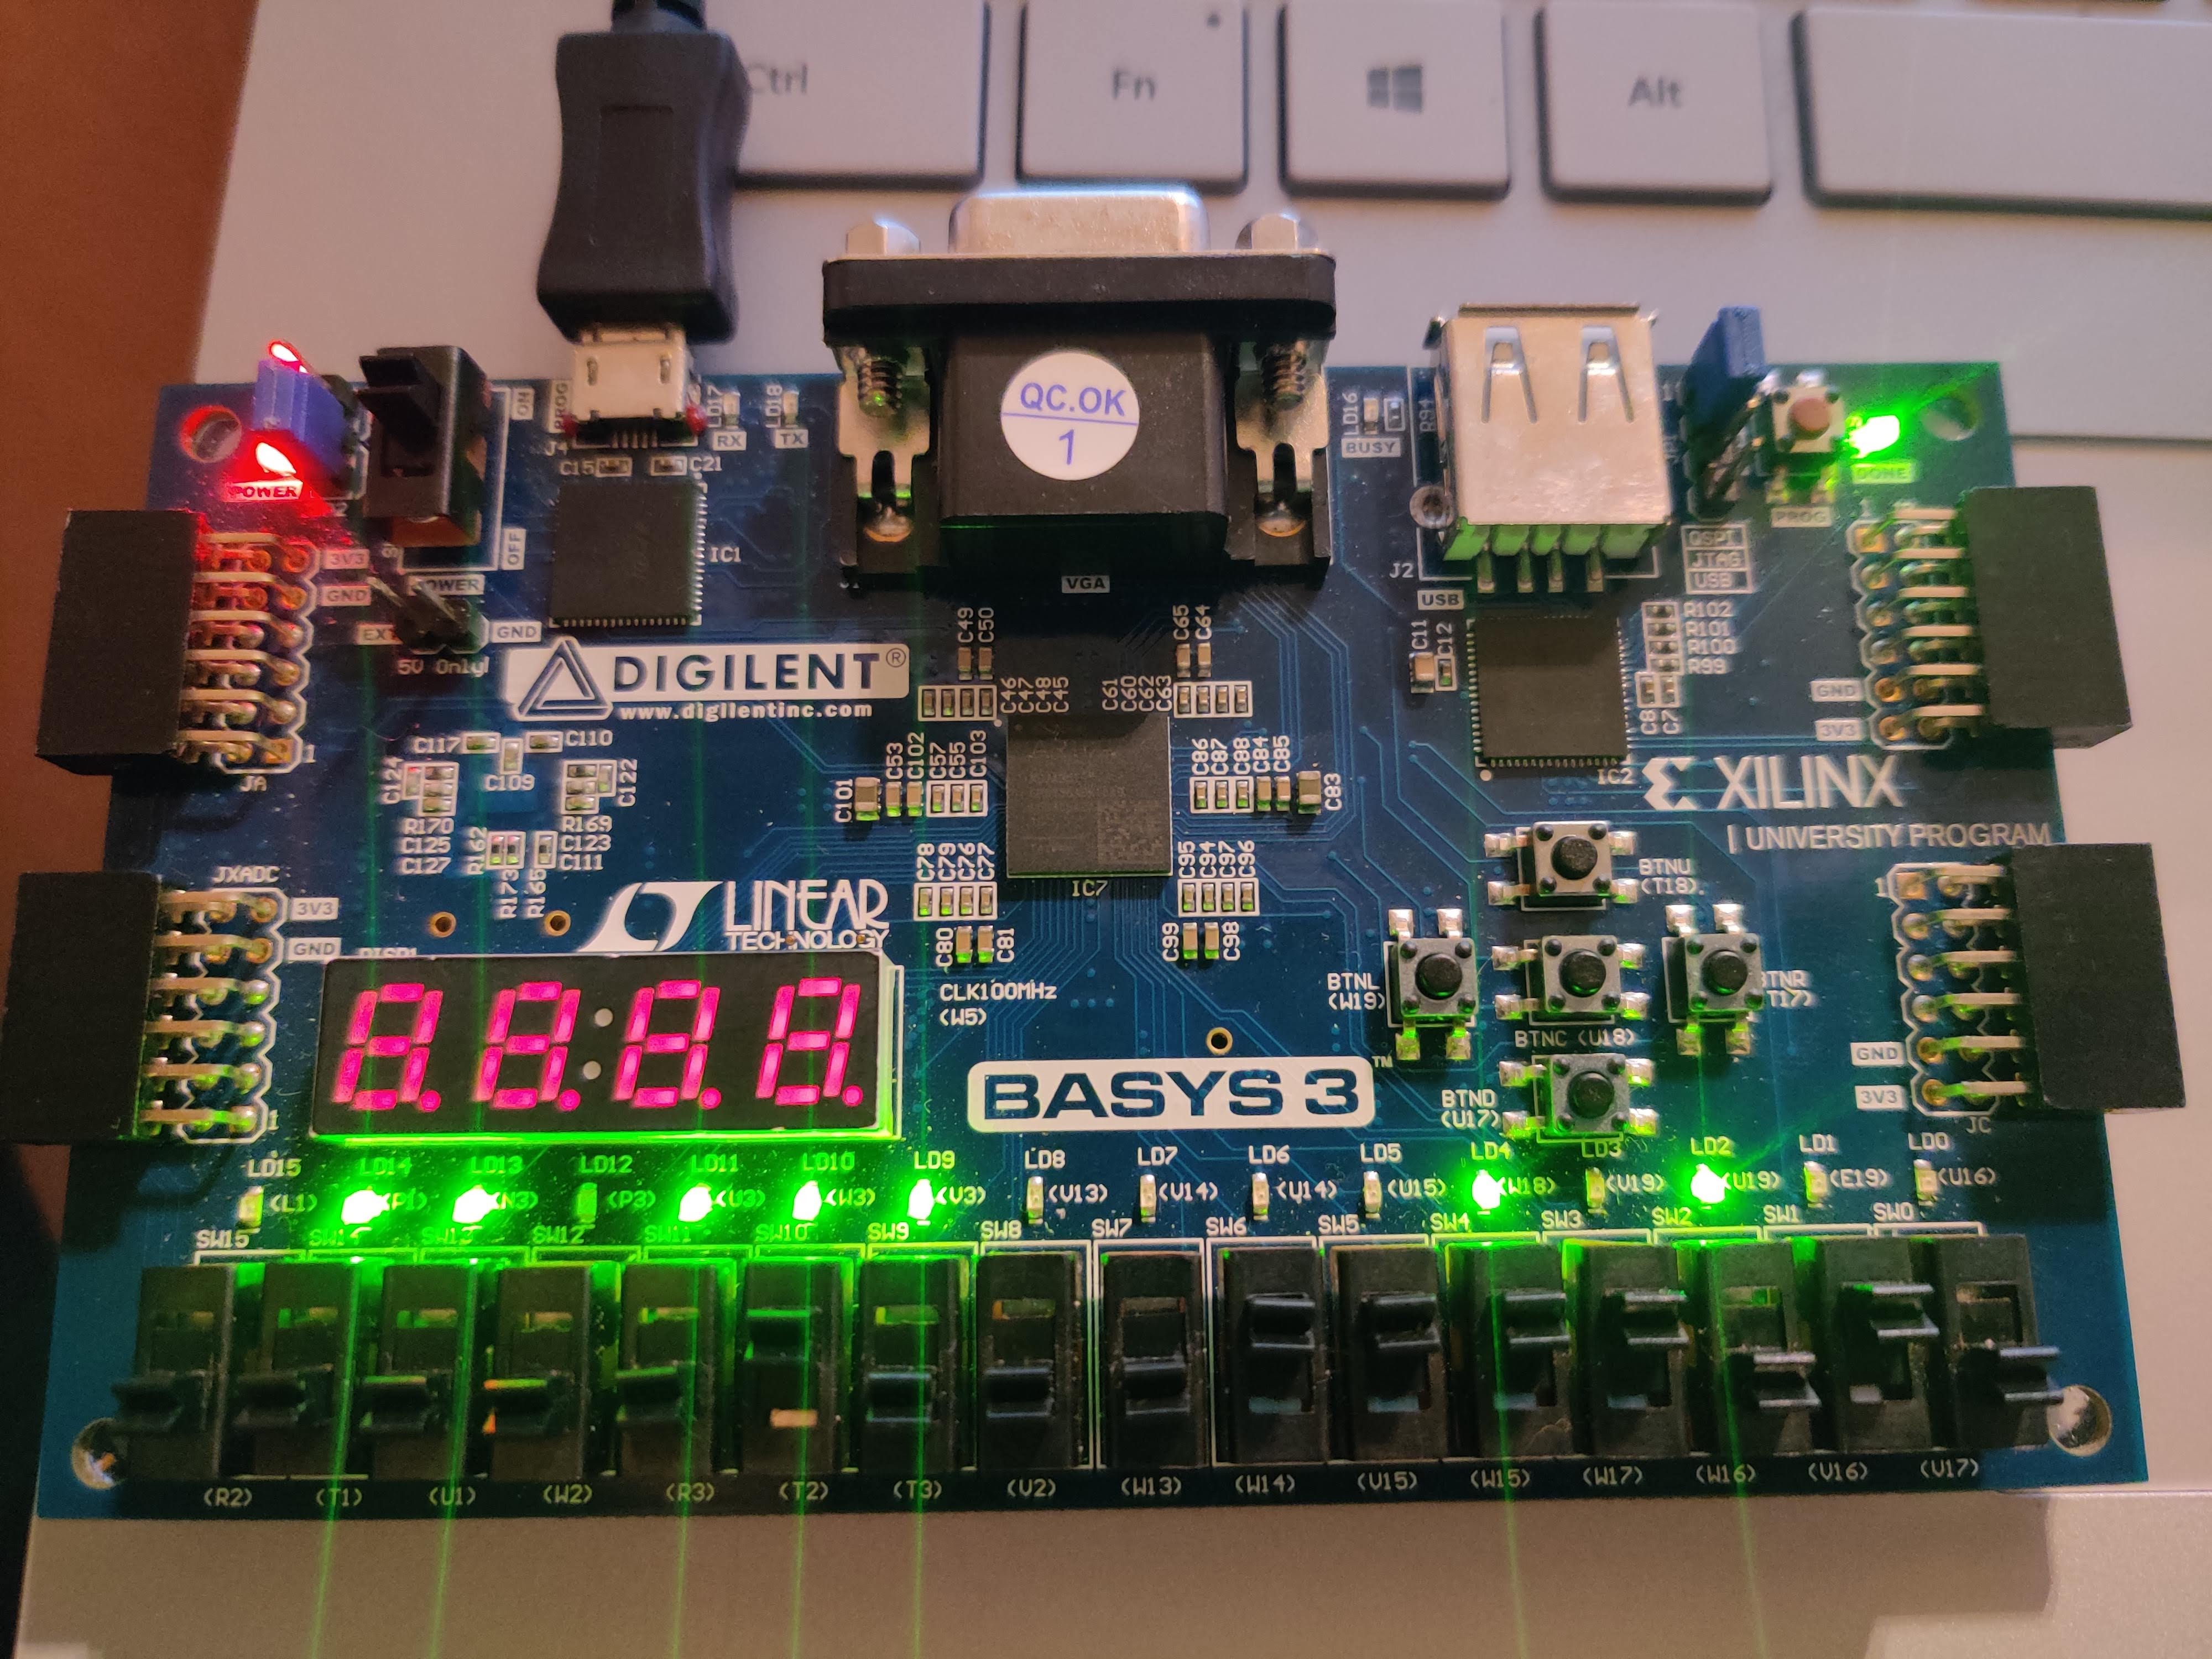 Ctrl
Fn
Alt
ON
PROG
LD17
LD18
RX
TX
QC.OK
1
LD16
BUSY
R94
DONE
PROG
POWER
J4
C15
C21
OFF
3V3
GND
POWER
EXT
GND
5V Only!
IC1
VGA
J2
USB
QSPI
JTAG
USB
C49
C50
C65
C64
C11
C12
R102
R101
R100
R99
C8
C7
GND
3V3
DIGILENT®
www.digilentinc.com
C46
C47
C48
C45
C61
C60
C62
C63
1
JA
C117
C110
C109
C124
C122
R170
C125
C127
R169
C123
C111
R162
R173
R165
C101
C53
C102
C57
C55
C103
C86
C87
C88
C84
C85
C83
IC2
XILINX
UNIVERSITY PROGRAM
C78
C79
C76
C77
IC7
C95
C94
C97
C96
C80
C81
C99
C98
BTNU
(T18)
JXADC
3V3
GND
1
LINEAR
TECHNOLOGY
8.8.:8.8.
CLK100MHz
(W5)
BTNL
(W19)
BTNR
T17)
BTNC (U18)
BTND
(U17)
1
GND
3V3
JC
BASYS 3™
LD15
LD14
LD13
LD12
LD11
LD10
LD9
LD8
LD7
LD6
LD5
LD4
LD3
LD2
LD1
LD0
(L1)
(P1)
(N3)
(P3)
(U3)
(W3)
(V3)
(V13)
(V14)
(U14)
(U15)
W18)
(V19)
(U19)
(E19)
(U16)
SW15
SW14
SW13
SW12
SW11
SW10
SW9
SW8
SW7
SW6
SW5
SW4
SW3
SW2
SW1
SW0
(R2)
(T1)
(U1)
(W2)
(R3)
(T2)
(T3)
(V2)
(W13)
(W14)
(V15)
(W15)
(W17)
(W16)
(V16)
(V17)